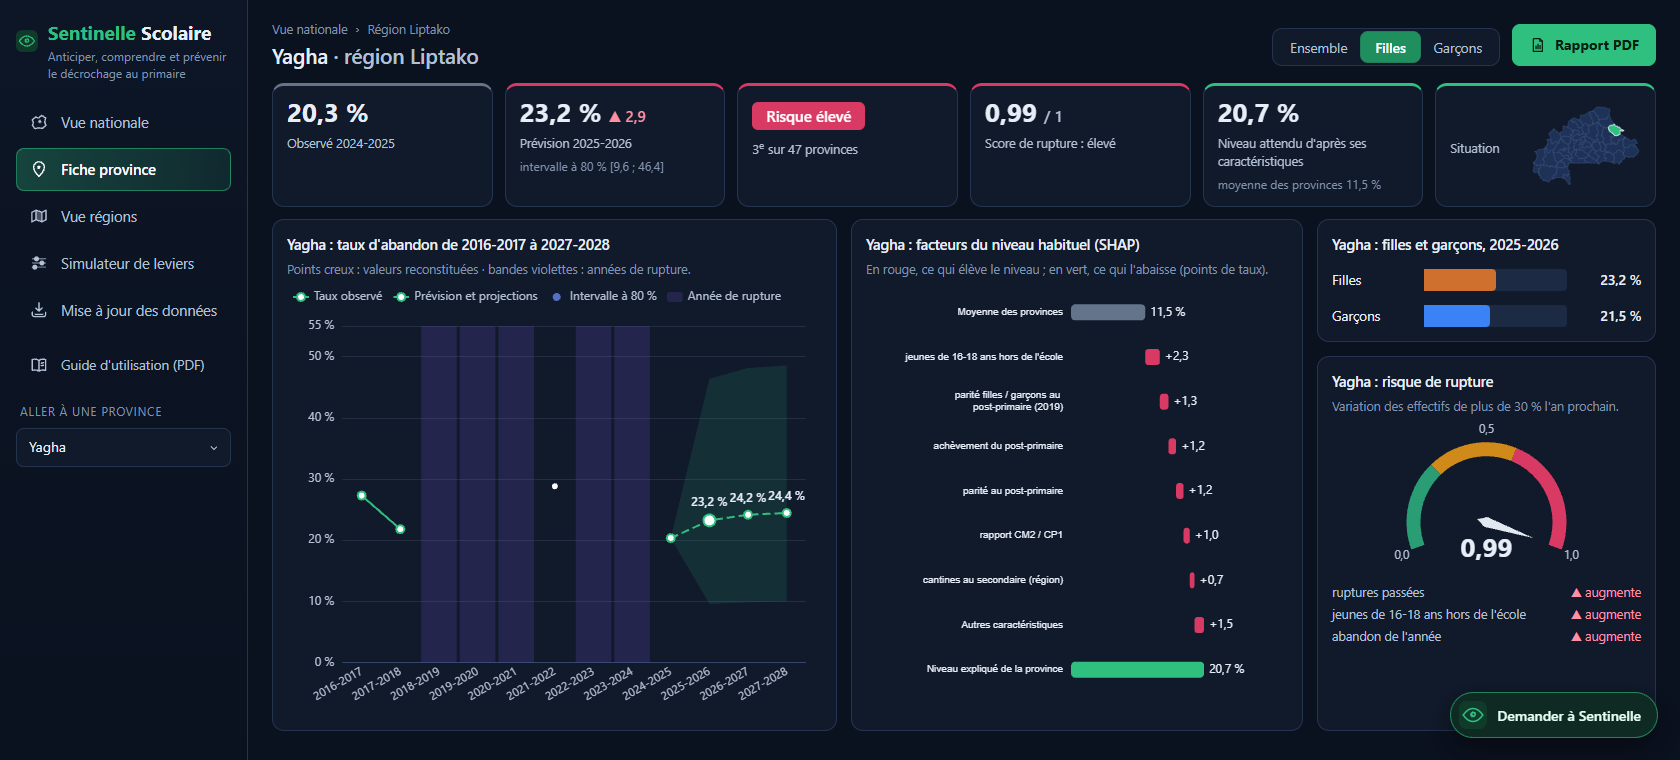 Sentinelle Scolaire
Anticiper, comprendre et prévenir
le décrochage au primaire
Vue nationale
Fiche province
Vue régions
Simulateur de leviers
Mise à jour des données
Guide d'utilisation (PDF)
ALLER À UNE PROVINCE
Yagha
Vue nationale › Région Liptako
Yagha · région Liptako
Ensemble Filles Garçons
Rapport PDF
20,3 %
Observé 2024-2025
23,2 % ▲ 2,9
Prévision 2025-2026
intervalle à 80 % [9,6 ; 46,4]
Risque élevé
3e sur 47 provinces
0,99 / 1
Score de rupture : élevé
20,7 %
Niveau attendu d'après ses
caractéristiques
moyenne des provinces 11,5 %
Situation
Yagha : taux d'abandon de 2016-2017 à 2027-2028
Points creux : valeurs reconstituées · bandes violettes : années de rupture.
Taux observé Prévision et projections Intervalle à 80 % Année de rupture
55 %
50 %
40 %
30 %
20 %
10 %
0 %
23,2 % 24,2 % 24,4 %
2016-2017 2017-2018 2018-2019 2019-2020 2020-2021 2021-2022 2022-2023 2023-2024 2024-2025 2025-2026 2026-2027 2027-2028
Yagha : facteurs du niveau habituel (SHAP)
En rouge, ce qui élève le niveau ; en vert, ce qui l'abaisse (points de taux).
Moyenne des provinces 11,5 %
jeunes de 16-18 ans hors de l'école +2,3
parité filles / garçons au
post-primaire (2019) +1,3
achèvement du post-primaire +1,2
parité au post-primaire +1,2
rapport CM2 / CP1 +1,0
cantines au secondaire (région) +0,7
Autres caractéristiques +1,5
Niveau expliqué de la province 20,7 %
Yagha : filles et garçons, 2025-2026
Filles 23,2 %
Garçons 21,5 %
Yagha : risque de rupture
Variation des effectifs de plus de 30 % l'an prochain.
0,5
0,0 0,99 1,0
ruptures passées ▲ augmente
jeunes de 16-18 ans hors de l'école ▲ augmente
abandon de l'année ▲ augmente
Demander à Sentinelle